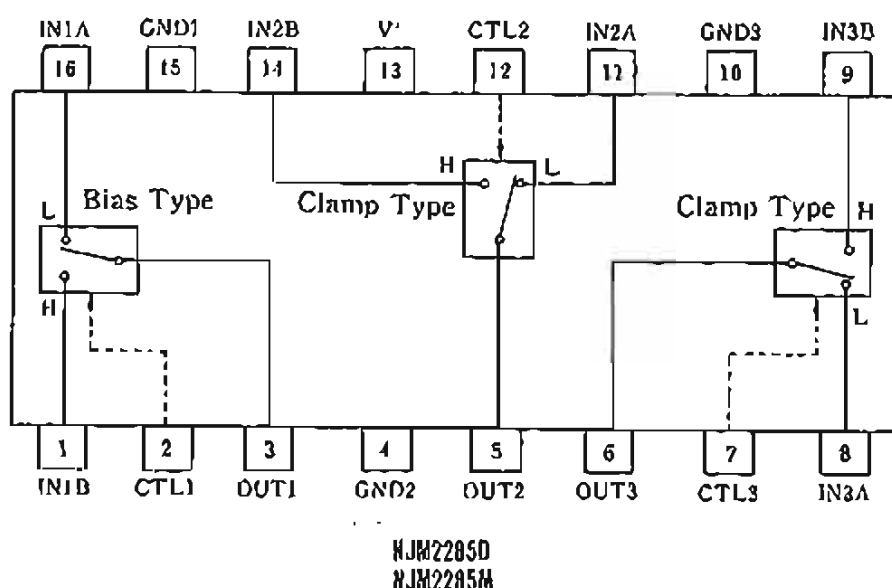 IN1A GND1 IN2B V+ CTL2 IN2A GND3 IN3B
16 15 14 13 12 11 10 9
H L
L Bias Type Clamp Type Clamp Type H
H L
1 2 3 4 5 6 7 8
IN1B CTL1 OUT1 GND2 OUT2 OUT3 CTL3 IN3A
NJM2285D
NJM2285M